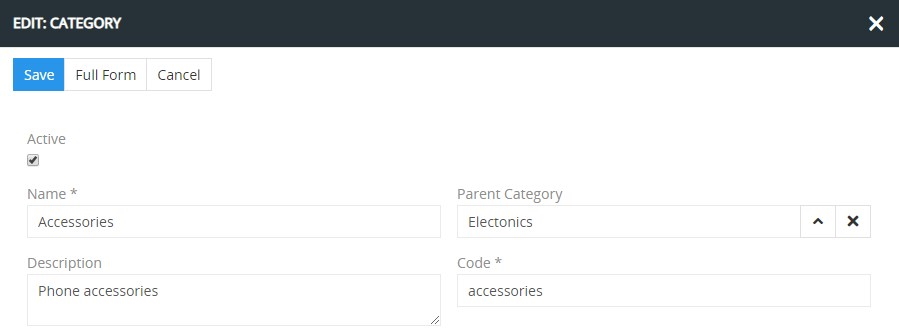 EDIT: CATEGORY
Save Full Form Cancel
Active
Name * Parent Category
Accessories Electonics
Description Code *
Phone accessories accessories